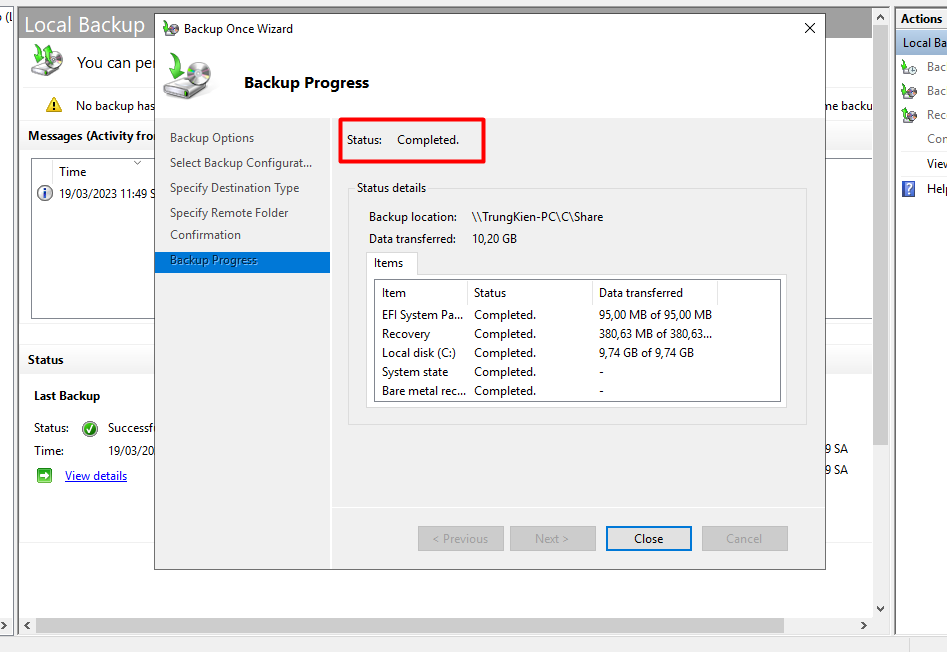 Local Backup
Backup Once Wizard
Actions
Local Ba
You can pe
Backup Progress
Bac
Bac
Rec
Con
View
Help
No backup has
me backu
Messages (Activity fro
Time
19/03/2023 11:49 S
Backup Options
Select Backup Configurat...
Specify Destination Type
Specify Remote Folder
Confirmation
Backup Progress
Status: Completed.
Status details
Backup location: \\TrungKien-PC\C\Share
Data transferred: 10,20 GB
Items
Item Status Data transferred
EFI System Pa... Completed. 95,00 MB of 95,00 MB
Recovery Completed. 380,63 MB of 380,63...
Local disk (C:) Completed. 9,74 GB of 9,74 GB
System state Completed. -
Bare metal rec... Completed. -
Status
Last Backup
Status: Successf
Time: 19/03/20
View details
9 SA
9 SA
< Previous Next > Close Cancel